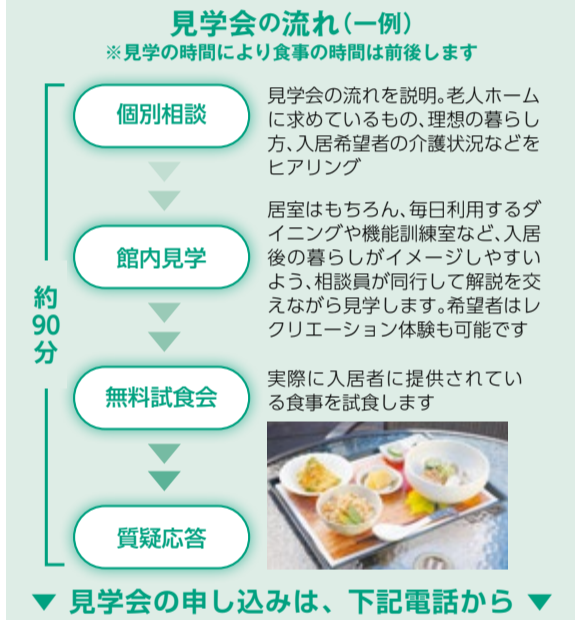 見学会の流れ(一例)
※見学の時間により食事の時間は前後します
約90分
個別相談
見学会の流れを説明。老人ホーム
に求めているもの、理想の暮らし
方、入居希望者の介護状況などを
ヒアリング
館内見学
居室はもちろん、毎日利用するダ
イニングや機能訓練室など、入居
後の暮らしがイメージしやすい
よう、相談員が同行して解説を交
えながら見学します。希望者はレ
クリエーション体験も可能です
無料試食会
実際に入居者に提供されてい
る食事を試食します
質疑応答
▼ 見学会の申し込みは、下記電話から ▼